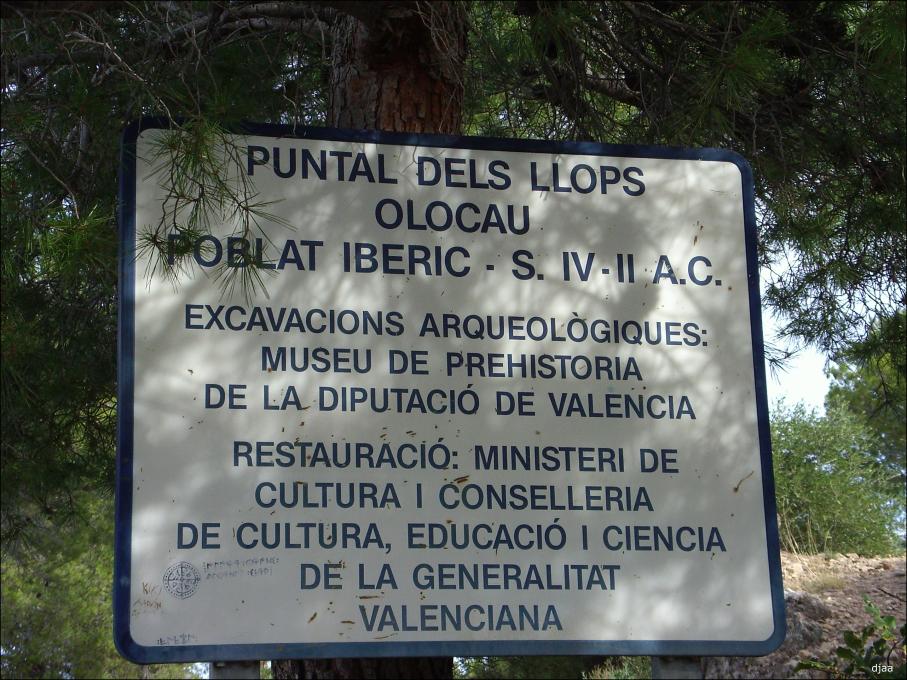 PUNTAL DELS LLOPS
OLOCAU
POBLAT IBERIC - S. IV-II A.C.
EXCAVACIONS ARQUEOLÒGIQUES:
MUSEU DE PREHISTORIA
DE LA DIPUTACIÓ DE VALENCIA
RESTAURACIÓ: MINISTERI DE
CULTURA I CONSELLERIA
DE CULTURA, EDUCACIÓ I CIENCIA
DE LA GENERALITAT
VALENCIANA
djaa